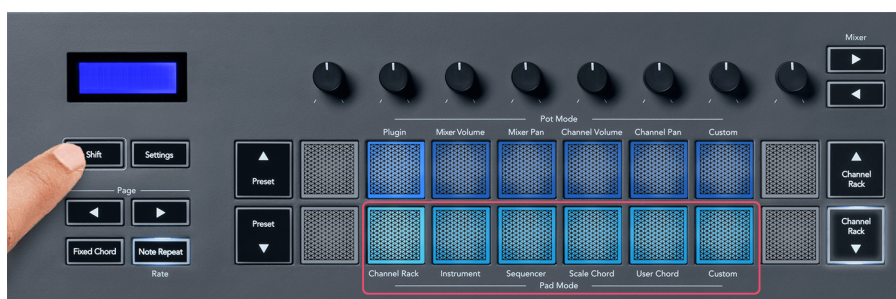 Mixer
Pot Mode
Plugin Mixer Volume Mixer Pan Channel Volume Channel Pan Custom
Shift Settings
Preset
Channel
Rack
Page
Preset
Channel
Rack
Fixed Chord Note Repeat
Rate
Channel Rack Instrument Sequencer Scale Chord User Chord Custom
Pad Mode